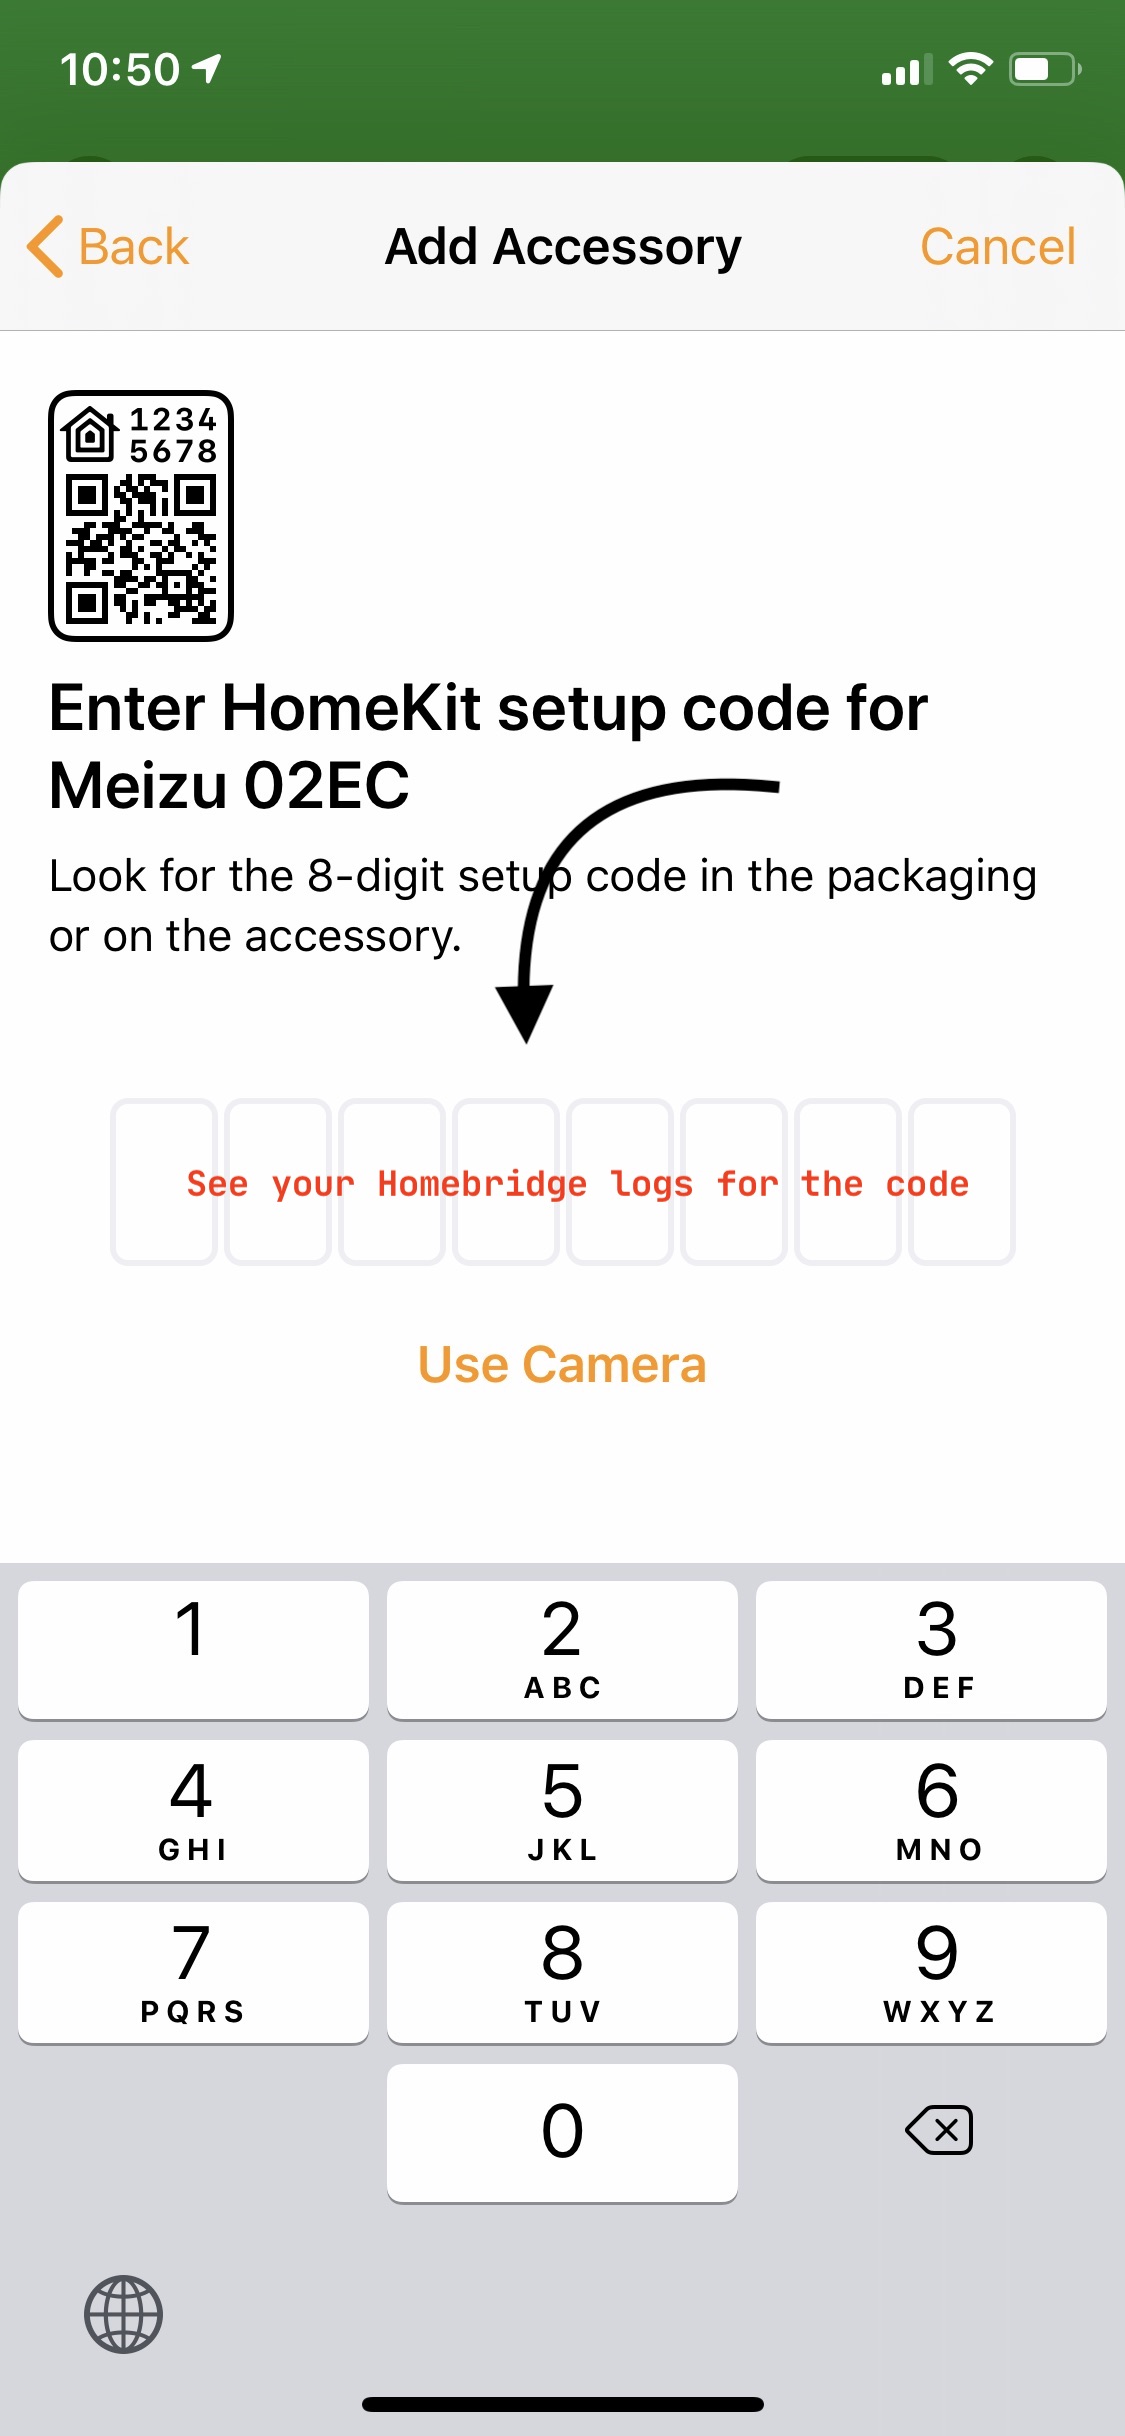 10:50
Back
Add Accessory
Cancel
1234
5678
Enter HomeKit setup code for
Meizu 02EC
Look for the 8-digit setup code in the packaging
or on the accessory.
See your Homebridge logs for the code
Use Camera
1
2
ABC
3
DEF
4
GHI
5
JKL
6
MNO
7
PQRS
8
TUV
9
WXYZ
0